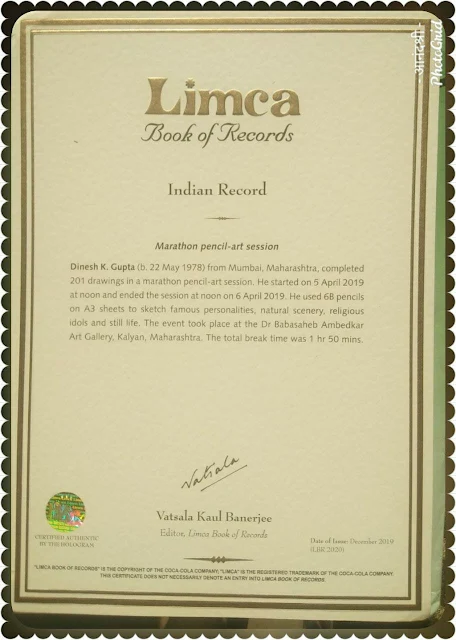 Limca
Book of Records
Indian Record
Marathon pencil-art session
Dinesh K. Gupta (b. 22 May 1978) from Mumbai, Maharashtra, completed
201 drawings in a marathon pencil-art session. He started on 5 April 2019
at noon and ended the session at noon on 6 April 2019. He used 6B pencils
on A3 sheets to sketch famous personalities, natural scenery, religious
idols and still life. The event took place at the Dr Babasaheb Ambedkar
Art Gallery, Kalyan, Maharashtra. The total break time was 1 hr 50 mins.
Vatsala
Vatsala Kaul Banerjee
Editor, Limca Book of Records
CERTIFIED AUTHENTIC
BY THE HOLOGRAM
Date of Issue: December 2019
(LBR 2020)
"LIMCA BOOK OF RECORDS" IS THE COPYRIGHT OF THE COCA-COLA COMPANY. "LIMCA" IS THE REGISTERED TRADEMARK OF THE COCA-COLA COMPANY.
THIS CERTIFICATE DOES NOT NECESSARILY DENOTE AN ENTRY INTO LIMCA BOOK OF RECORDS.
-आनंदश्री-
PhotoGrid